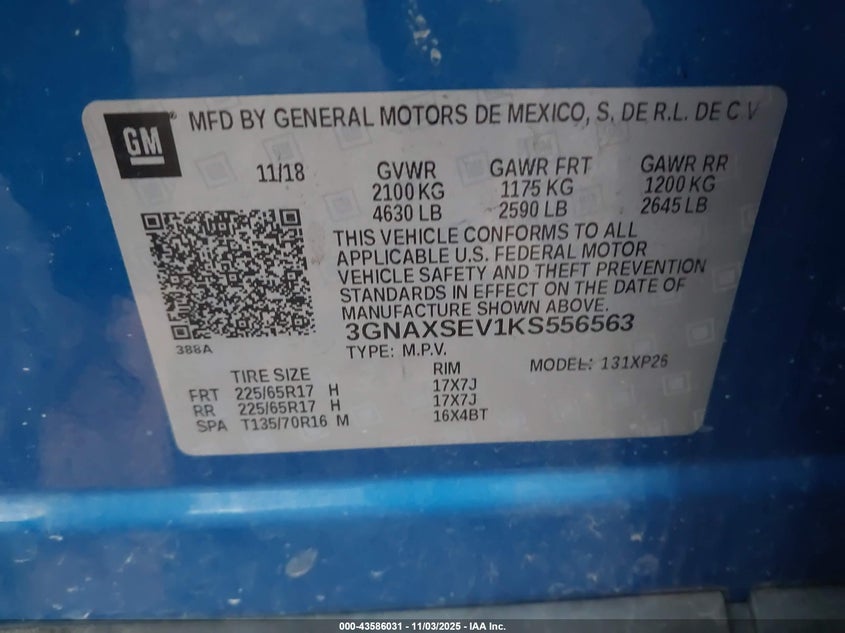 GM
MFD BY GENERAL MOTORS DE MEXICO, S. DE R.L. DE C V
11/18 GVWR GAWR FRT GAWR RR
2100 KG 1175 KG 1200 KG
4630 LB 2590 LB 2645 LB
THIS VEHICLE CONFORMS TO ALL
APPLICABLE U.S. FEDERAL MOTOR
VEHICLE SAFETY AND THEFT PREVENTION
STANDARDS IN EFFECT ON THE DATE OF
MANUFACTURE SHOWN ABOVE.
3GNAXSEV1KS556563
388A
TYPE: M.P.V. MODEL: 131XP26
TIRE SIZE RIM
FRT 225/65R17 H 17X7J
RR 225/65R17 H 17X7J
SPA T135/70R16 M 16X4BT
000-43586031 - 11/03/2025 - IAA Inc.